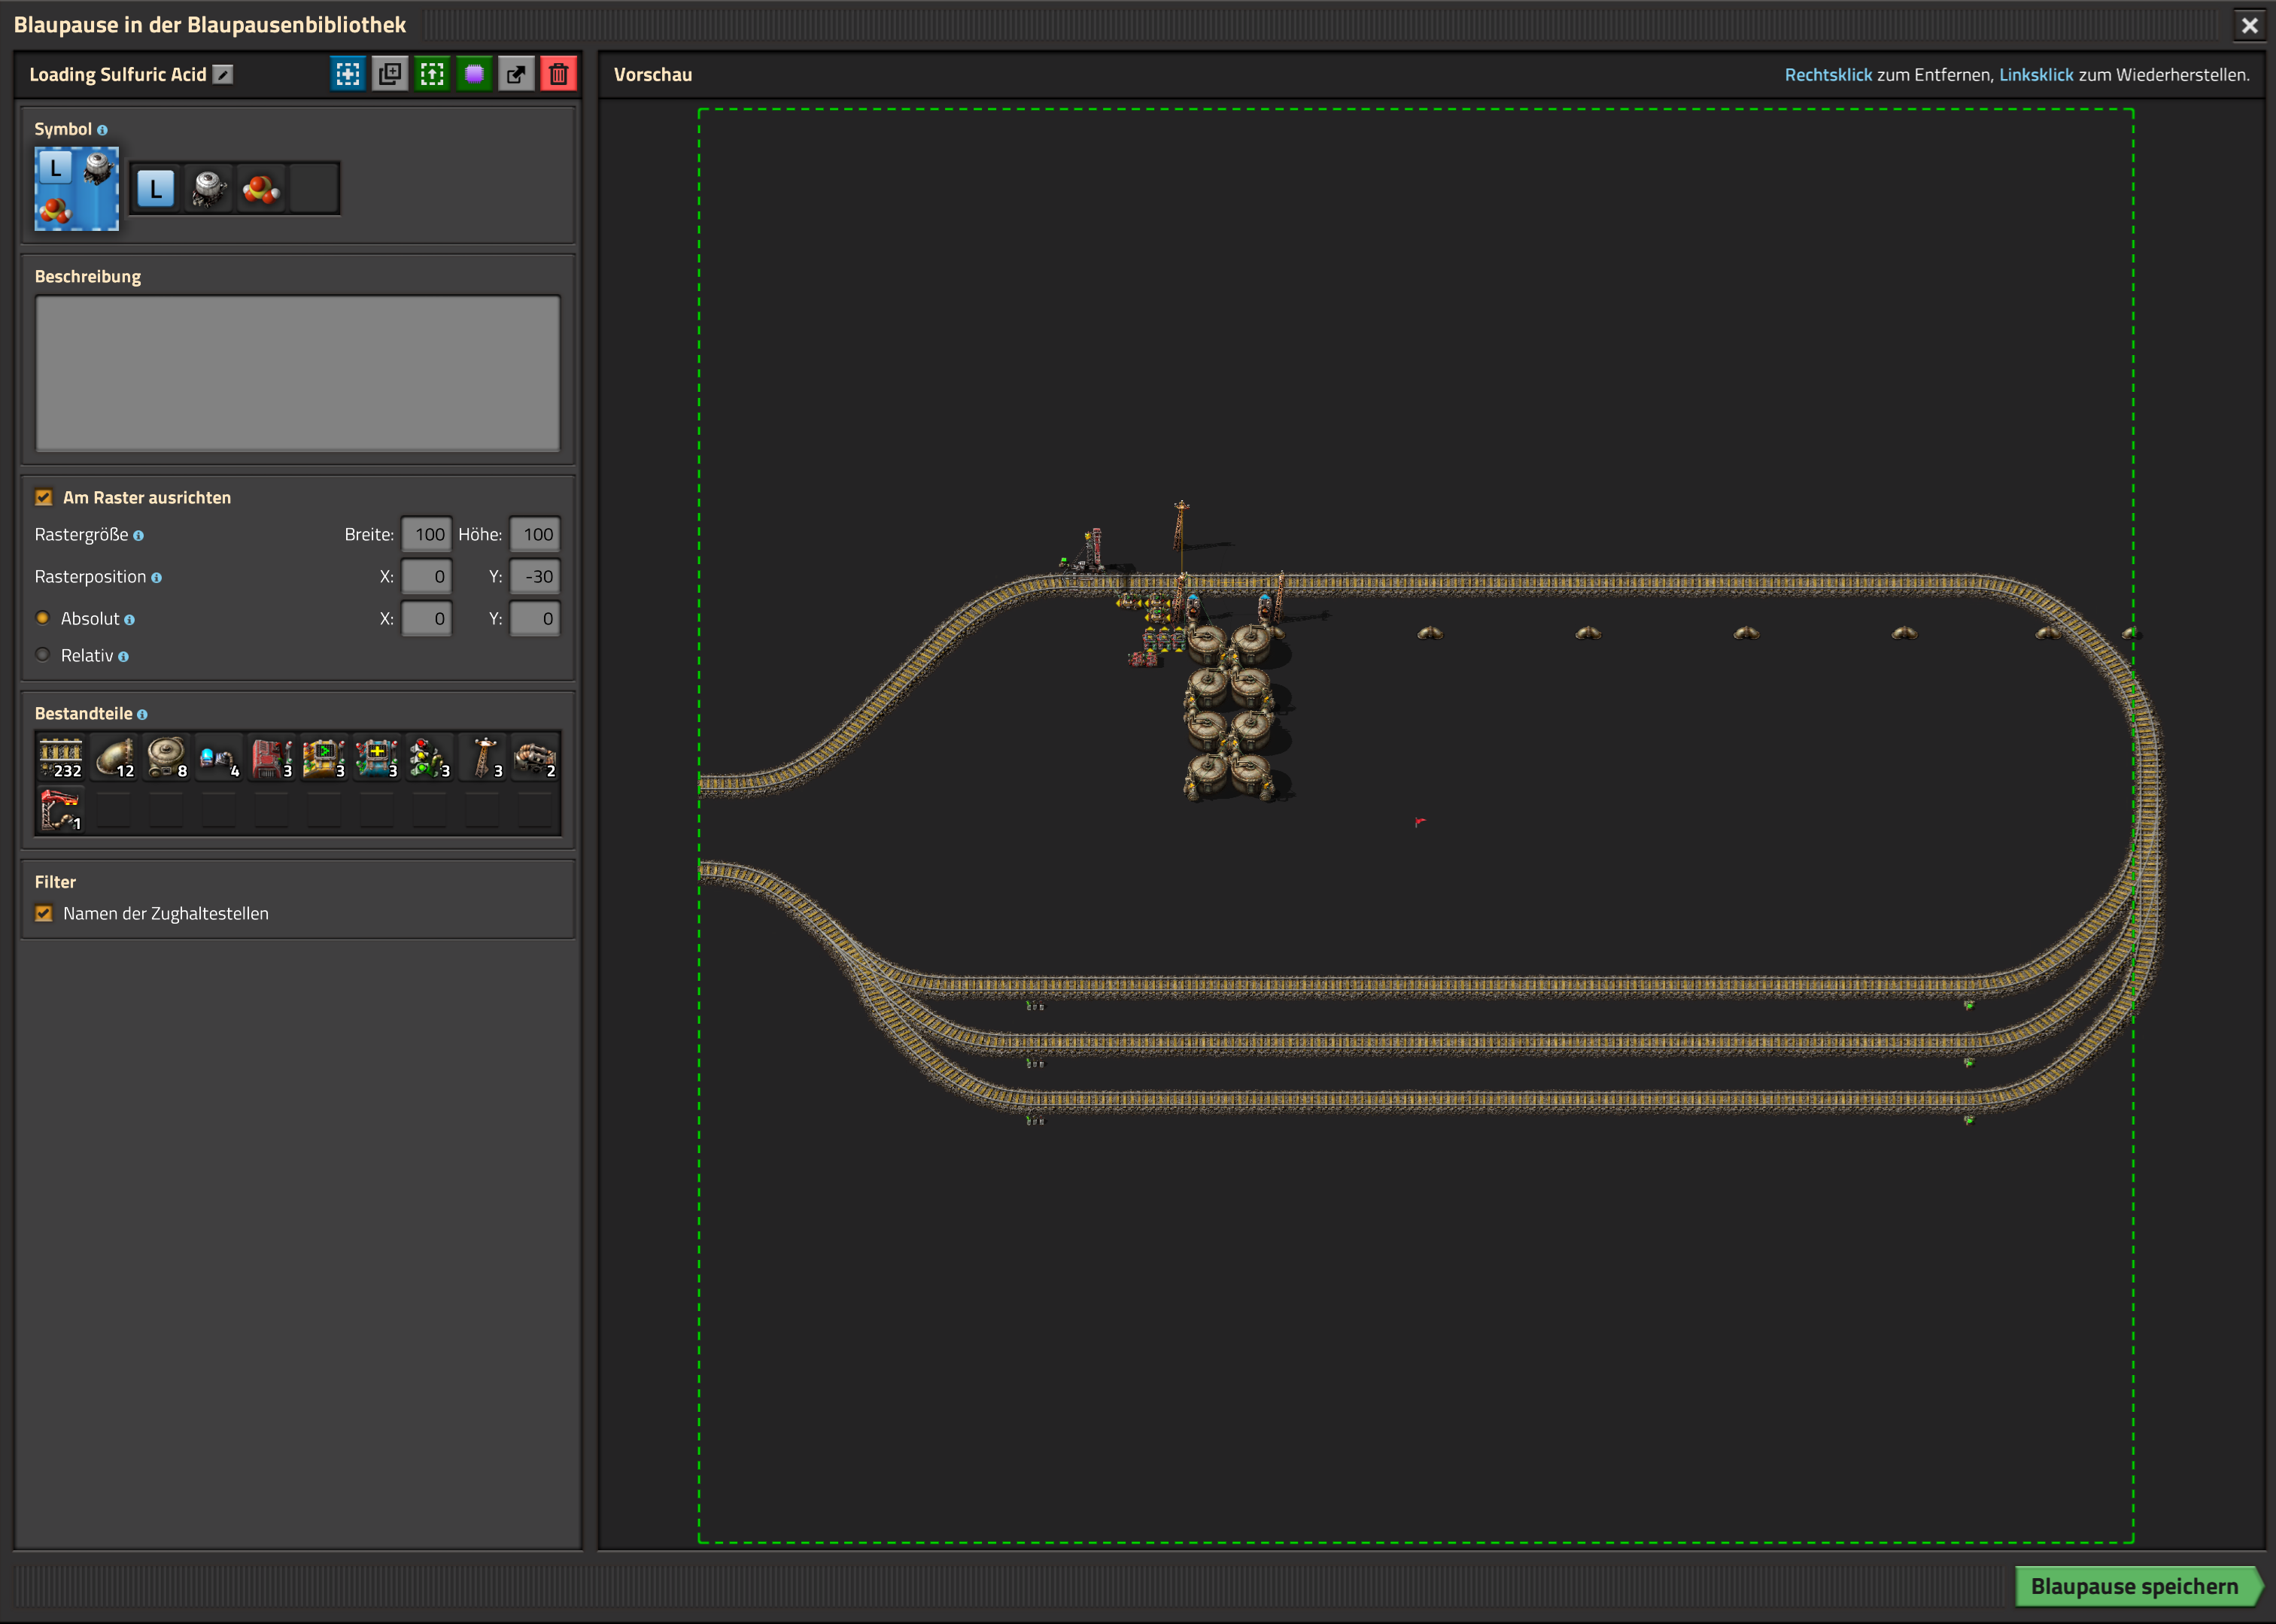 Blaupause in der Blaupausenbibliothek
Loading Sulfuric Acid
Symbol
L
L
Beschreibung
Am Raster ausrichten
Rastergröße Breite: 100 Höhe: 100
Rasterposition X: 0 Y: -30
Absolut X: 0 Y: 0
Relativ
Bestandteile
232 12 8 4 3 3 3 3 3 2
1
Filter
Namen der Zughaltestellen
Vorschau
Rechtsklick zum Entfernen, Linksklick zum Wiederherstellen.
Blaupause speichern